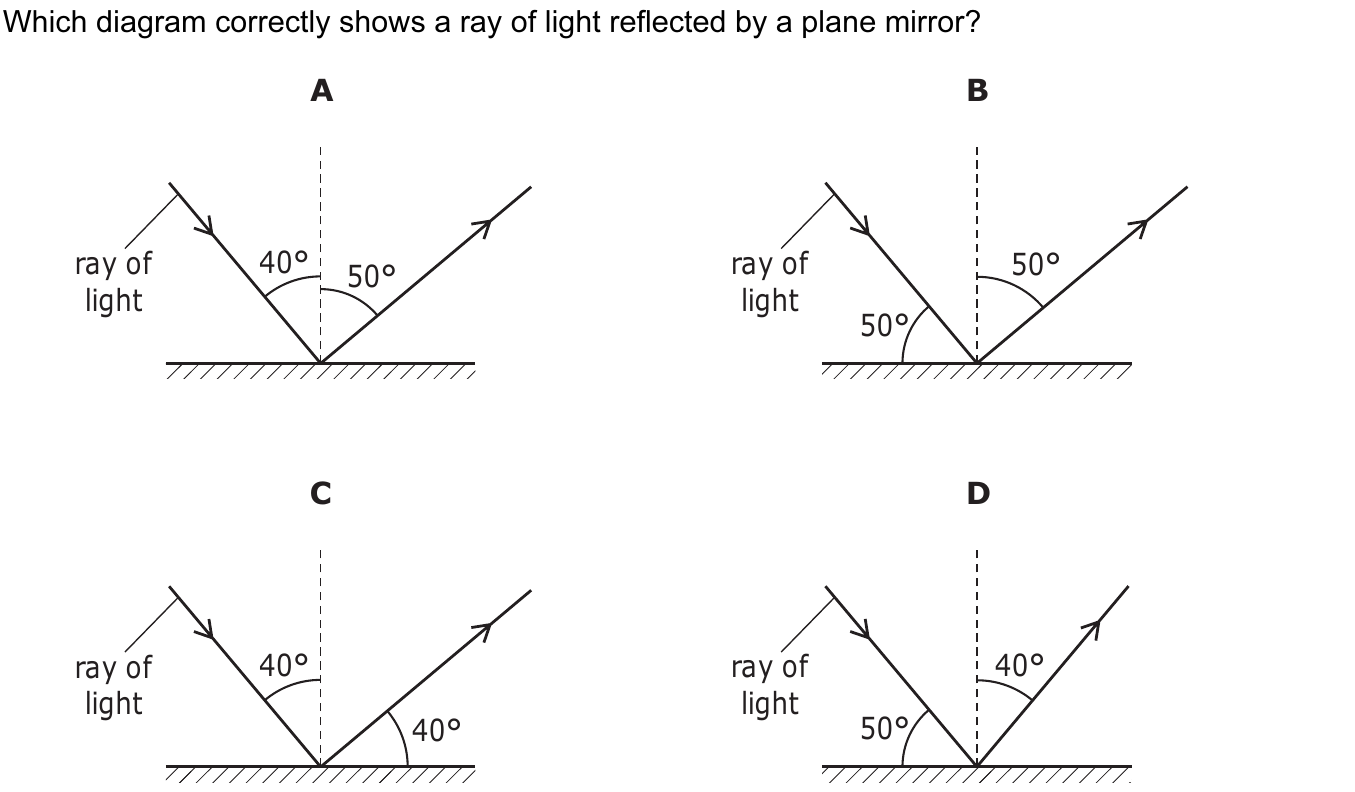 Which diagram correctly shows a ray of light reflected by a plane mirror?
A
B
ray of
light
40°
50°
ray of
light
50°
50°
C
D
ray of
light
40°
40°
ray of
light
50°
40°